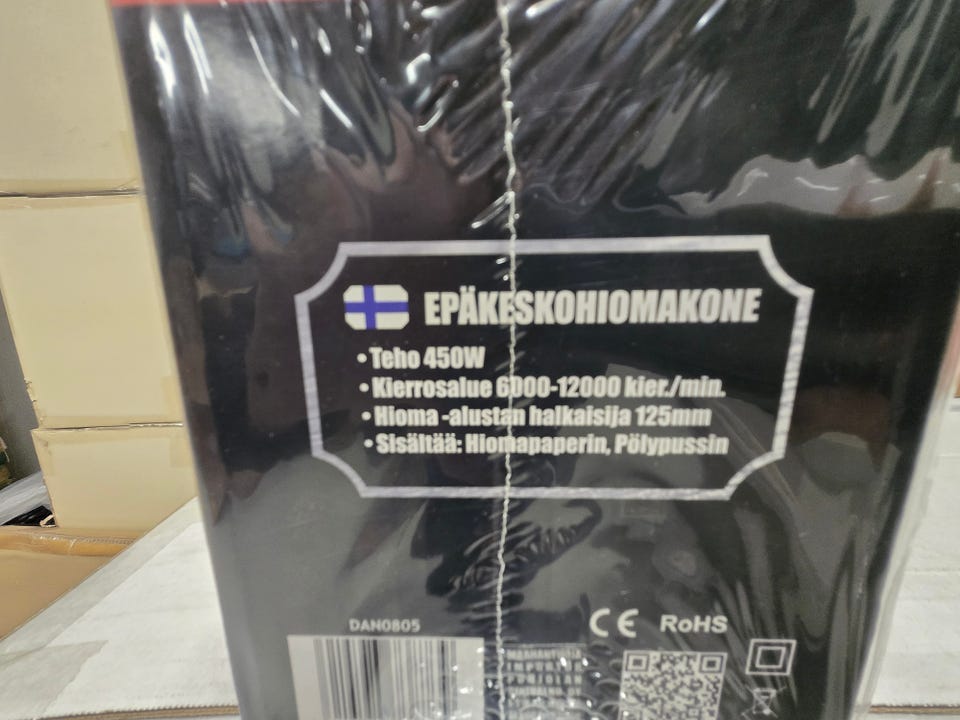 EPÄKESKOHIOMAKONE
• Teho 450W
• Kierrosalue 6000-12000 kier./min.
• Hioma -alustan halkaisija 125mm
• Sisältää: Hiomapaperin, Pölypussin
CE RoHS
DAN0805